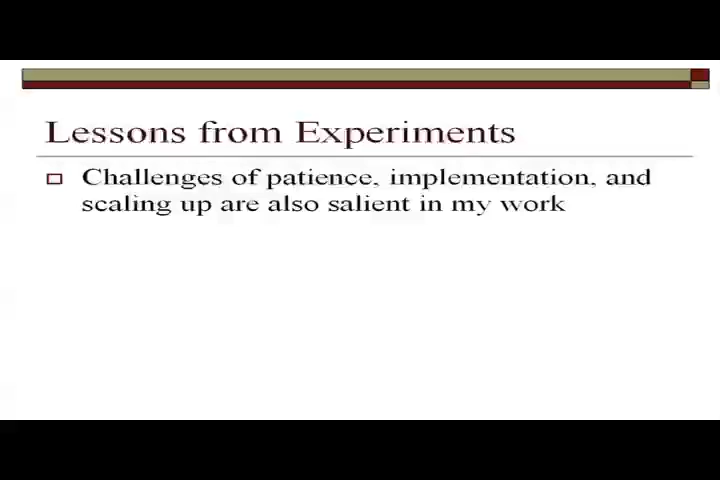 Lessons from Experiments
Challenges of patience, implementation, and
scaling up are also salient in my work